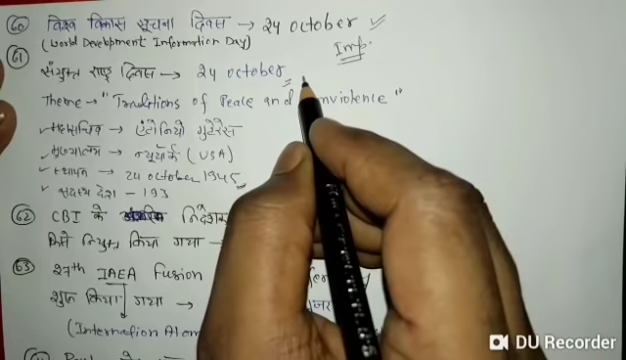 60 विश्व विकास सूचना दिवस → 24 October
(World Development Information Day)
Imp.
61 संयुक्त राष्ट्र दिवस → 24 October
Theme → " Traditions of Peace and nviolence "
महासचिव → एंटोनियो गुटेरेस
मुख्यालय → न्यूयॉर्क (USA)
स्थापना → 24 October 1945
सदस्य देश - 193
62 CBI के निदेशक
किसे नियुक्त किया गया →
63 27th IAEA Fusion
शुरू किया गया →
(Internation Atom
DU Recorder